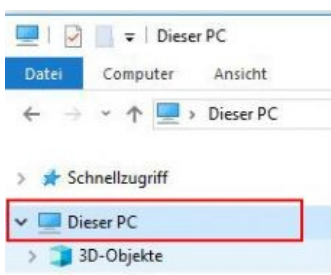 Dieser PC
Datei Computer Ansicht
Dieser PC
Schnellzugriff
Dieser PC
3D-Objekte